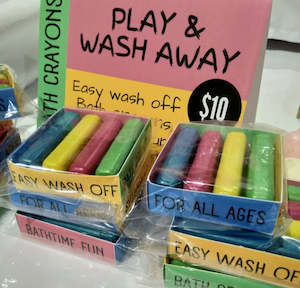 BATH CRAYONS
PLAY &
WASH AWAY
Easy wash off
$10
EASY WASH OFF
FOR ALL
BATHTIME FUN
FOR ALL AGES
EASY WASH OFF